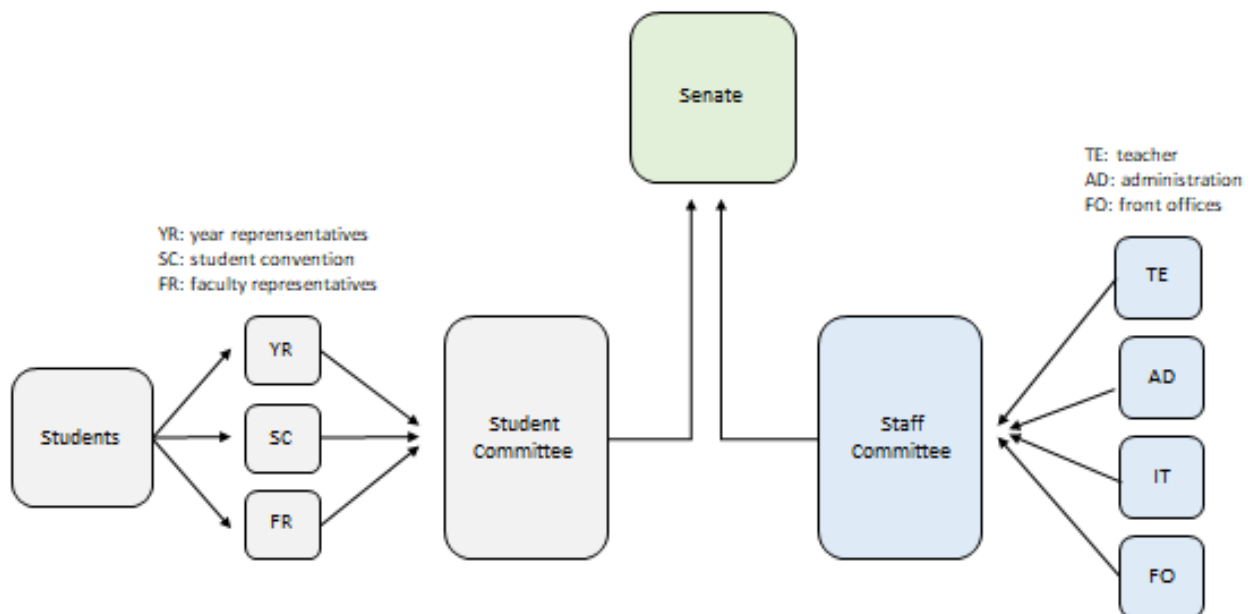 Senate
TE: teacher
AD: administration
FO: front offices
YR: year reprensentatives
SC: student convention
FR: faculty representatives
TE
YR
AD
Students
SC
Student
Committee
Staff
Committee
IT
FR
FO